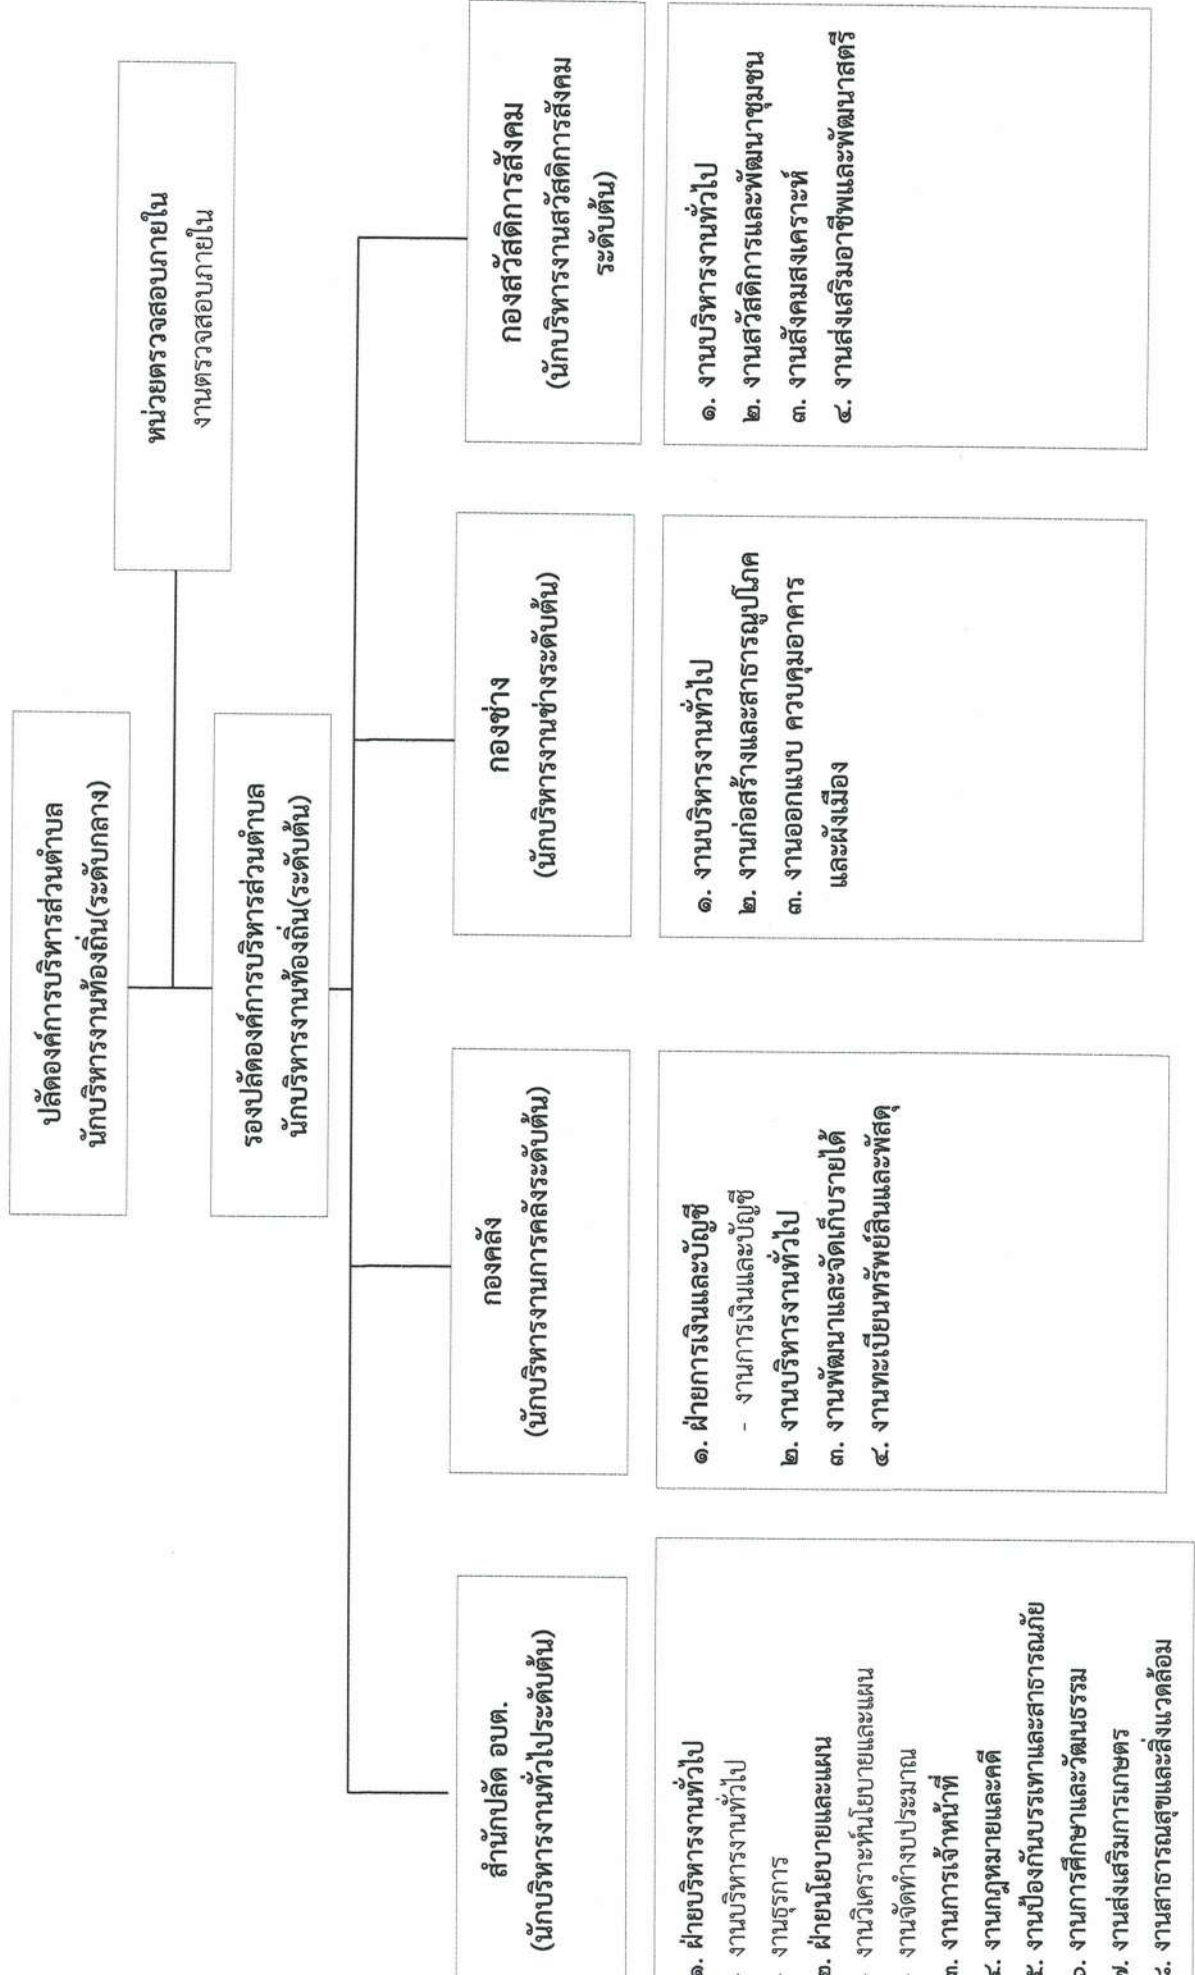 ปลัดองค์การบริหารส่วนตำบล
นักบริหารงานท้องถิ่น(ระดับกลาง)
หน่วยตรวจสอบภายใน
งานตรวจสอบภายใน
รองปลัดองค์การบริหารส่วนตำบล
นักบริหารงานท้องถิ่น(ระดับต้น)
สำนักปลัด อบต.
(นักบริหารงานทั่วไประดับต้น)
กองคลัง
(นักบริหารงานการคลังระดับต้น)
กองช่าง
(นักบริหารงานช่างระดับต้น)
กองสวัสดิการสังคม
(นักบริหารงานสวัสดิการสังคม
ระดับต้น)
๑. ฝ่ายบริหารงานทั่วไป
- งานบริหารงานทั่วไป
- งานธุรการ
๒. ฝ่ายนโยบายและแผน
- งานวิเคราะห์นโยบายและแผน
- งานจัดทำงบประมาณ
๓. งานการเจ้าหน้าที่
๔. งานกฎหมายและคดี
๕. งานป้องกันบรรเทาและสาธารณภัย
๖. งานการศึกษาและวัฒนธรรม
๗. งานส่งเสริมการเกษตร
๘. งานสาธารณสุขและสิ่งแวดล้อม
๑. ฝ่ายการเงินและบัญชี
- งานการเงินและบัญชี
๒. งานบริหารงานทั่วไป
๓. งานพัฒนาและจัดเก็บรายได้
๔. งานทะเบียนทรัพย์สินและพัสดุ
๑. งานบริหารงานทั่วไป
๒. งานก่อสร้างและสาธารณูปโภค
๓. งานออกแบบ ควบคุมอาคาร
และผังเมือง
๑. งานบริหารงานทั่วไป
๒. งานสวัสดิการและพัฒนาชุมชน
๓. งานสังคมสงเคราะห์
๔. งานส่งเสริมอาชีพและพัฒนาสตรี